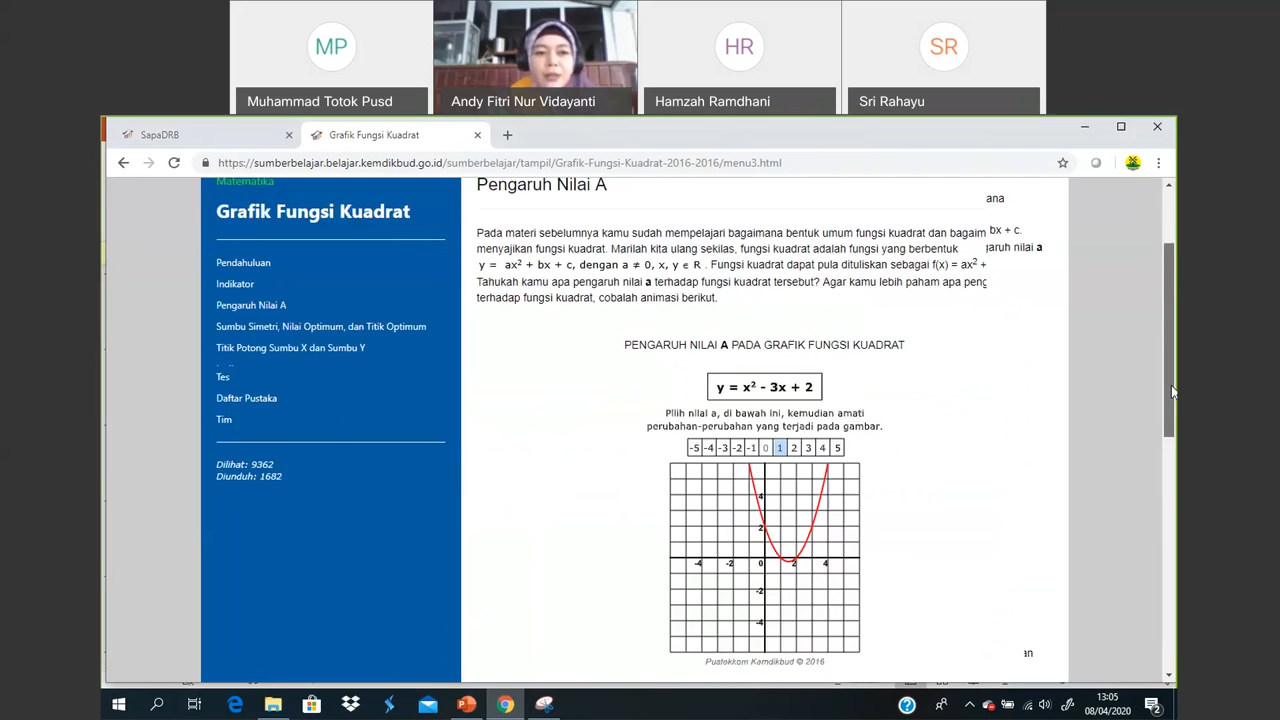 MP
HR
SR
Muhammad Totok Pusd
Andy Fitri Nur Vidayanti
Hamzah Ramdhani
Sri Rahayu
SapaDRB
Grafik Fungsi Kuadrat
https://sumberbelajar.belajar.kemdikbud.go.id/sumberbelajar/tampil/Grafik-Fungsi-Kuadrat-2016-2016/menu3.html
Matematika
Grafik Fungsi Kuadrat
Pendahuluan
Indikator
Pengaruh Nilai A
Sumbu Simetri, Nilai Optimum, dan Titik Optimum
Titik Potong Sumbu X dan Sumbu Y
Tes
Daftar Pustaka
Tim
Dilihat: 9362
Diunduh: 1682
Pengaruh Nilai A
ana
Pada materi sebelumnya kamu sudah mempelajari bagaimana bentuk umum fungsi kuadrat dan bagaim
bx + c.
menyajikan fungsi kuadrat. Marilah kita ulang sekilas, fungsi kuadrat adalah fungsi yang berbentuk
garuh nilai a
y = ax² + bx + c, dengan a ≠ 0, x, y ∈ R . Fungsi kuadrat dapat pula dituliskan sebagai f(x) = ax² +
Tahukah kamu apa pengaruh nilai a terhadap fungsi kuadrat tersebut? Agar kamu lebih paham apa peng
terhadap fungsi kuadrat, cobalah animasi berikut.
PENGARUH NILAI A PADA GRAFIK FUNGSI KUADRAT
y = x² - 3x + 2
Pilih nilai a, di bawah ini, kemudian amati
perubahan-perubahan yang terjadi pada gambar.
-5 -4 -3 -2 -1 0 1 2 3 4 5
4
2
-4 -2 0 2 4
-2
-4
an
Pustekkom Kemdikbud © 2016
13:05
08/04/2020
2